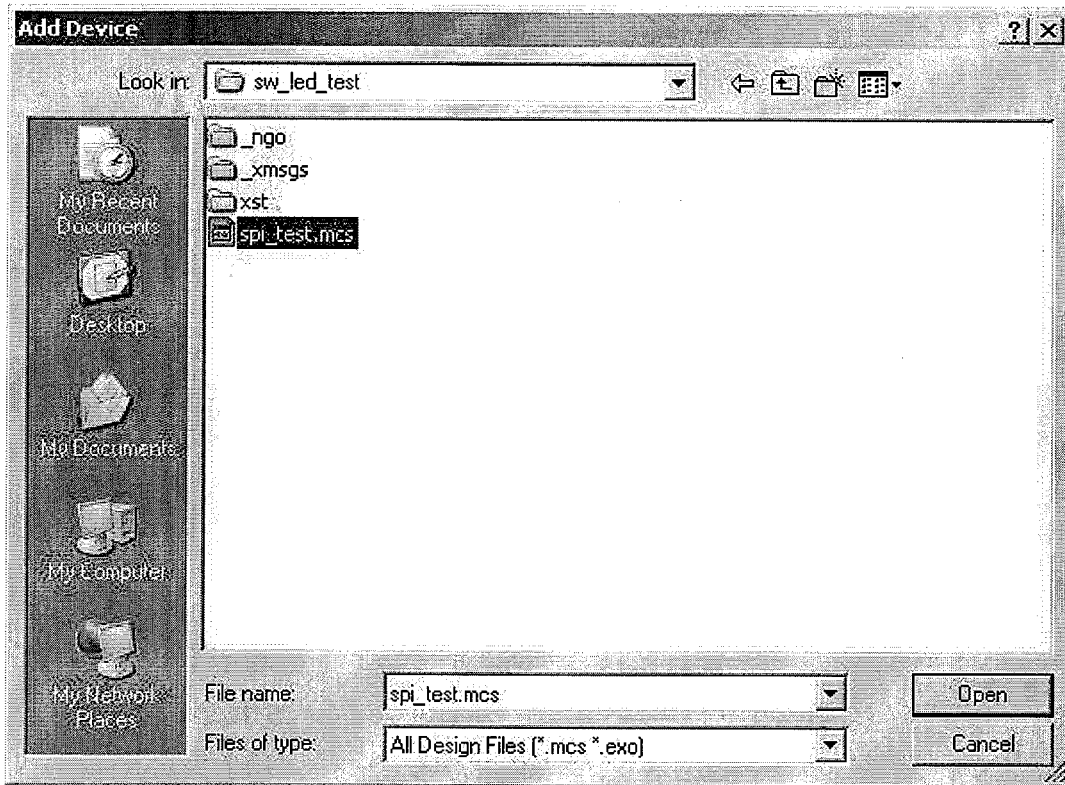 Add Device
Look in:
sw_led_test
My Recent
Documents
Desktop
My Documents
My Computer
My Network
Places
_ngo
_xmsgs
xst
spi_test.mcs
File name:
spi_test.mcs
Open
Files of type:
All Design Files (*.mcs *.exo)
Cancel